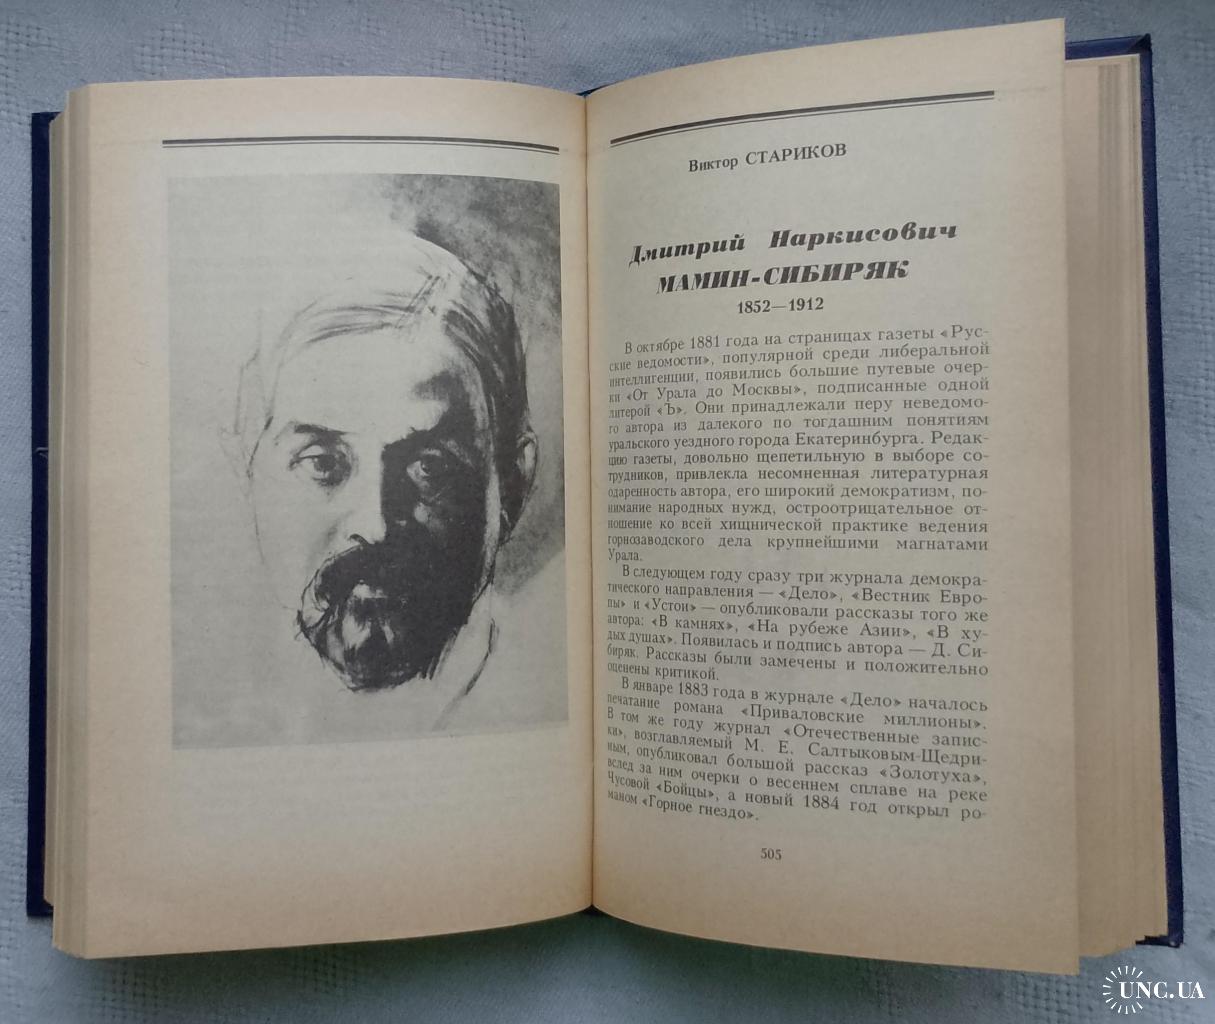 Виктор СТАРИКОВ
Дмитрий Наркисович
МАМИН-СИБИРЯК
1852—1912
В октябре 1881 года на страницах газеты «Рус-
ские ведомости», популярной среди либеральной
интеллигенции, появились большие путевые очер-
ки «От Урала до Москвы», подписанные одной
литерой «Ъ». Они принадлежали перу неведомо-
го автора из далекого по тогдашним понятиям
уральского уездного города Екатеринбурга. Редак-
цию газеты, довольно щепетильную в выборе со-
трудников, привлекла несомненная литературная
одаренность автора, его широкий демократизм, по-
нимание народных нужд, остроотрицательное от-
ношение ко всей хищнической практике ведения
горнозаводского дела крупнейшими магнатами
Урала.
В следующем году сразу три журнала демокра-
тического направления — «Дело», «Вестник Евро-
пы» и «Устои» — опубликовали рассказы того же
автора: «В камнях», «На рубеже Азии», «В ху-
дых душах». Появилась и подпись автора — Д. Си-
биряк. Рассказы были замечены и положительно
оценены критикой.
В январе 1883 года в журнале «Дело» началось
печатание романа «Приваловские миллионы».
В том же году журнал «Отечественные запис-
ки», возглавляемый М. Е. Салтыковым-Щедри-
ным, опубликовал большой рассказ «Золотуха»,
вслед за ним очерки о весеннем сплаве на реке
Чусовой «Бойцы», а новый 1884 год открыл ро-
маном «Горное гнездо».
505
UNC.UA